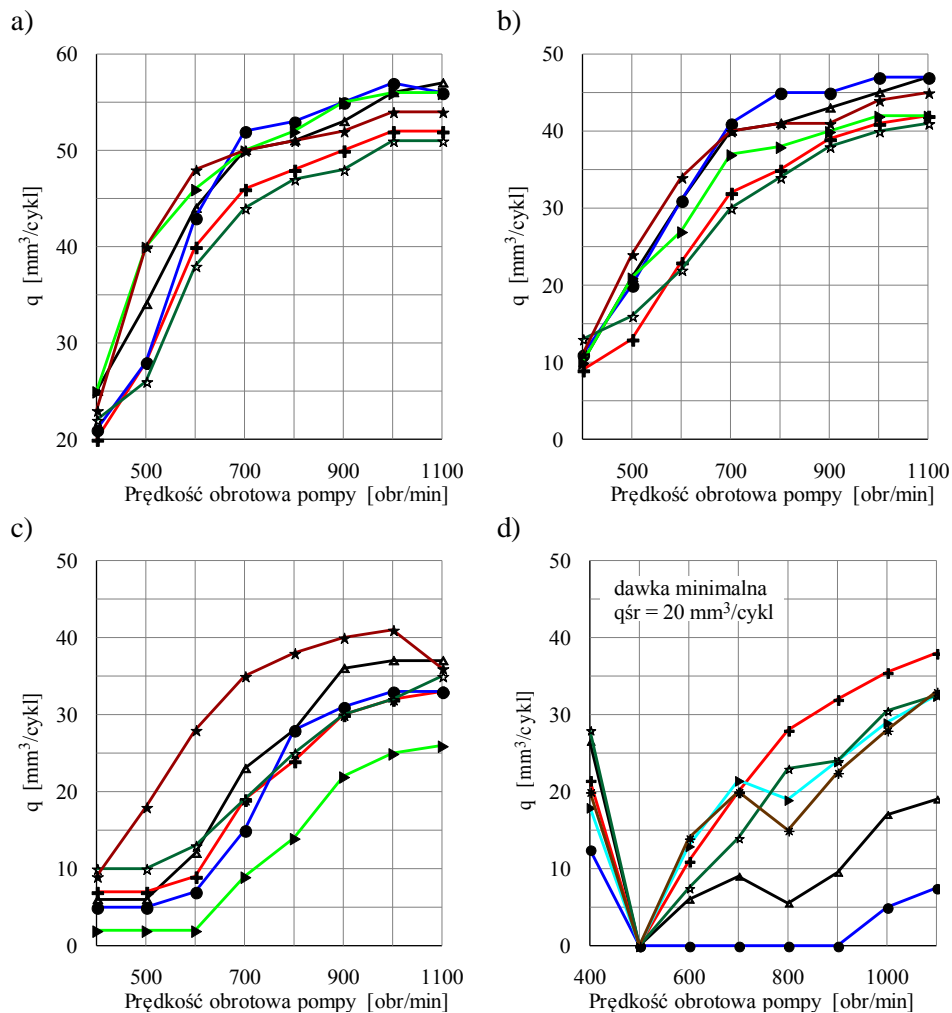 a)
60
50
40
30
20
q [mm³/cykl]
500 700 900 1100
Prędkość obrotowa pompy [obr/min]
b)
50
40
30
20
10
0
q [mm³/cykl]
500 700 900 1100
Prędkość obrotowa pompy [obr/min]
c)
50
40
30
20
10
0
q [mm³/cykl]
500 700 900 1100
Prędkość obrotowa pompy [obr/min]
d)
50
40
30
20
10
0
q [mm³/cykl]
dawka minimalna
qśr = 20 mm³/cykl
400 600 800 1000
Prędkość obrotowa pompy [obr/min]